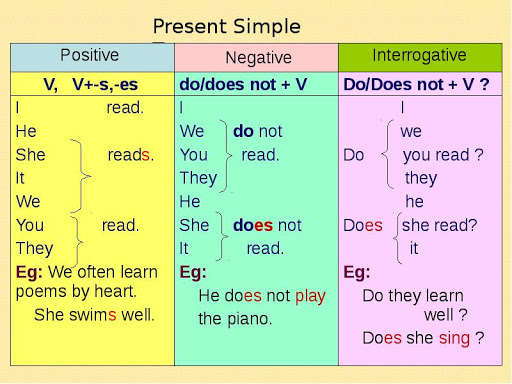 Present Simple
Positive
Negative
Interrogative
V, V+-s,-es
do/does not + V
Do/Does not + V ?
I read.
He
She reads.
It
We
You read.
They
Eg: We often learn
poems by heart.
She swims well.
I
We do not
You read.
They
He
She does not
It read.
Eg:
He does not play
the piano.
I
we
Do you read ?
they
he
Does she read?
it
Eg:
Do they learn
well ?
Does she sing ?